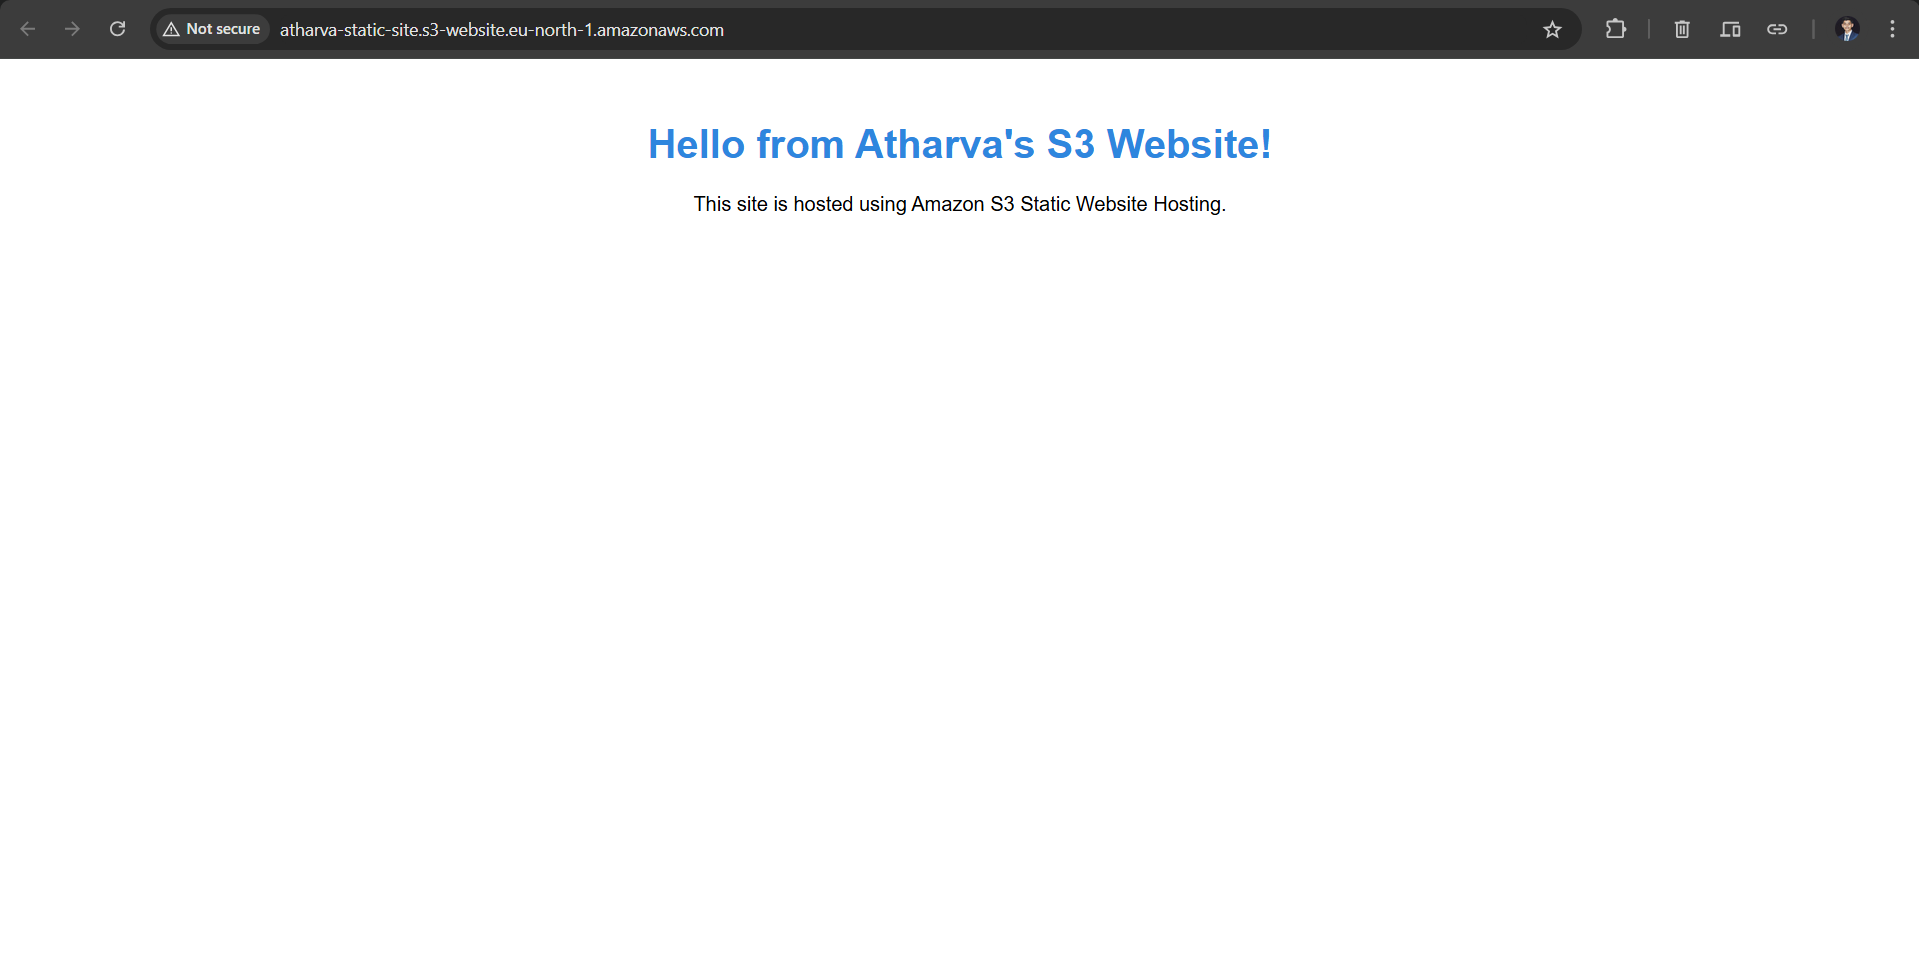 Not secure atharva-static-site.s3-website.eu-north-1.amazonaws.com
Hello from Atharva's S3 Website!
This site is hosted using Amazon S3 Static Website Hosting.